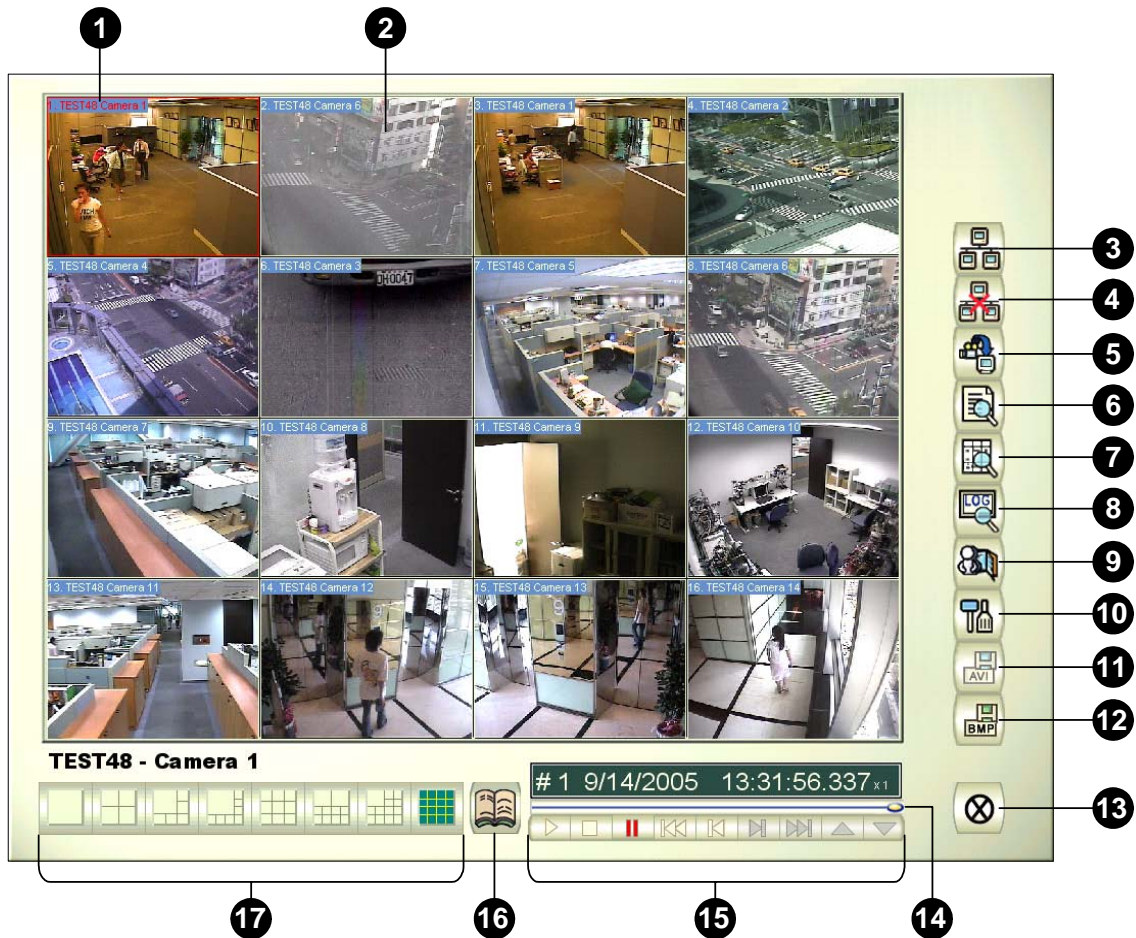 1 2
1. TEST48 Camera 1 2. TEST48 Camera 6 3. TEST48 Camera 1 4. TEST48 Camera 2
3
4
5. TEST48 Camera 4 6. TEST48 Camera 3 7. TEST48 Camera 5 8. TEST48 Camera 6
DH0047
5
6
9. TEST48 Camera 7 10. TEST48 Camera 8 11. TEST48 Camera 9 12. TEST48 Camera 10
7
LOG 8
9
13. TEST48 Camera 11 14. TEST48 Camera 12 15. TEST48 Camera 13 16. TEST48 Camera 14
10
AVI 11
BMP 12
TEST48 - Camera 1
# 1 9/14/2005 13:31:56.337 x1
13
17 16 15 14